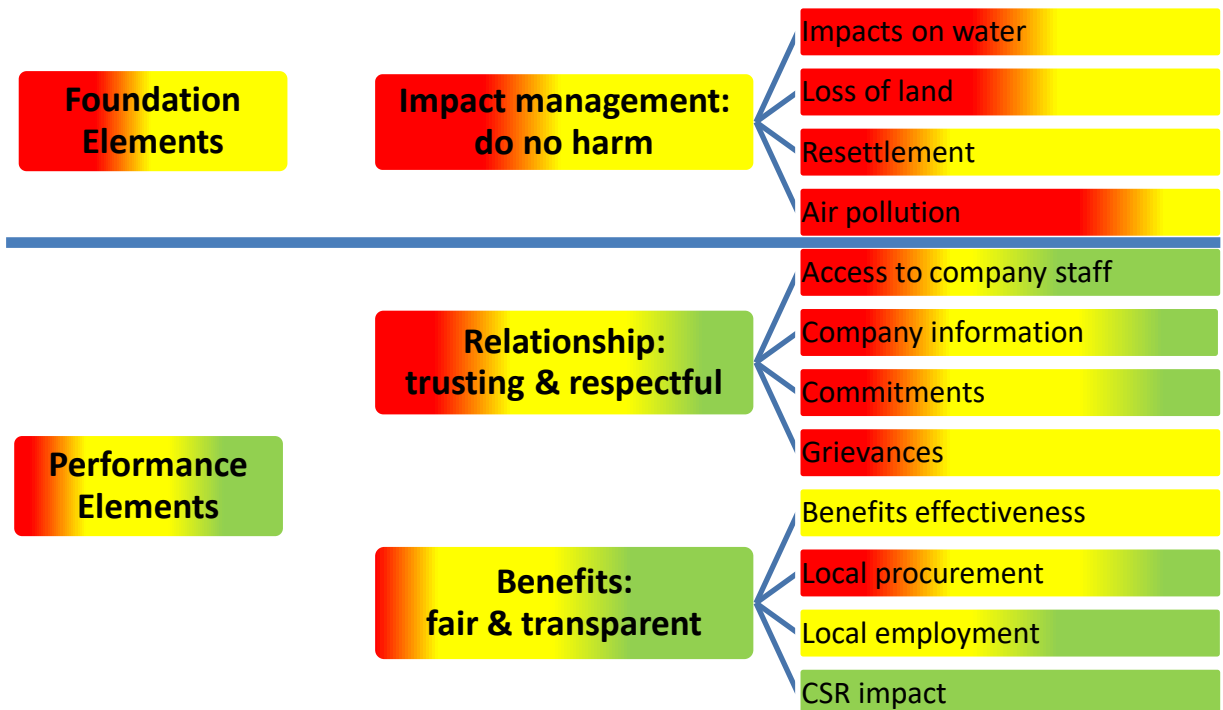 Foundation
Elements
Impact management:
do no harm
Impacts on water
Loss of land
Resettlement
Air pollution
Performance
Elements
Relationship:
trusting & respectful
Access to company staff
Company information
Commitments
Grievances
Benefits:
fair & transparent
Benefits effectiveness
Local procurement
Local employment
CSR impact